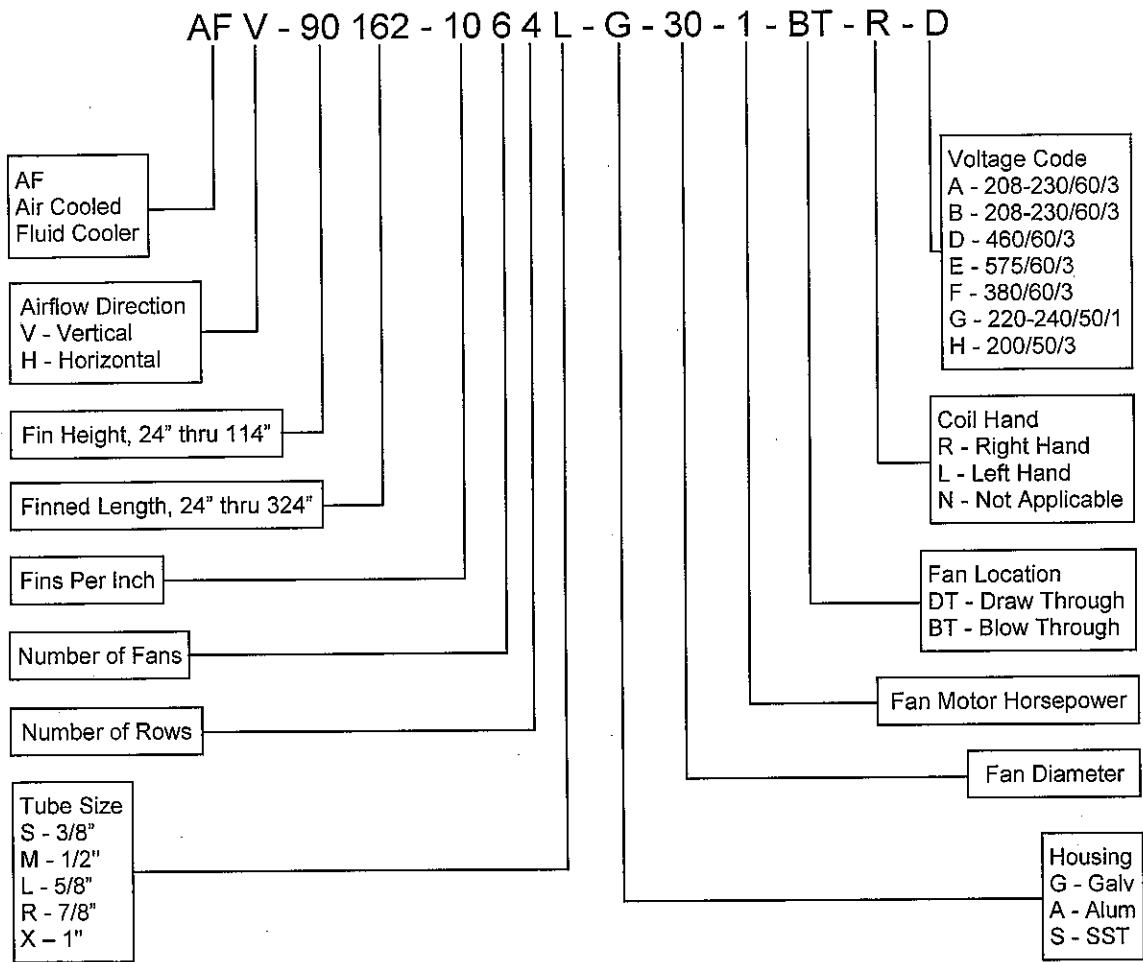 AF V - 90 162 - 10 6 4 L - G - 30 - 1 - BT - R - D
AF
Air Cooled
Fluid Cooler
Airflow Direction
V - Vertical
H - Horizontal
Fin Height, 24" thru 114"
Finned Length, 24" thru 324"
Fins Per Inch
Number of Fans
Number of Rows
Tube Size
S - 3/8"
M - 1/2"
L - 5/8"
R - 7/8"
X – 1"
Voltage Code
A - 208-230/60/3
B - 208-230/60/3
D - 460/60/3
E - 575/60/3
F - 380/60/3
G - 220-240/50/1
H - 200/50/3
Coil Hand
R - Right Hand
L - Left Hand
N - Not Applicable
Fan Location
DT - Draw Through
BT - Blow Through
Fan Motor Horsepower
Fan Diameter
Housing
G - Galv
A - Alum
S - SST